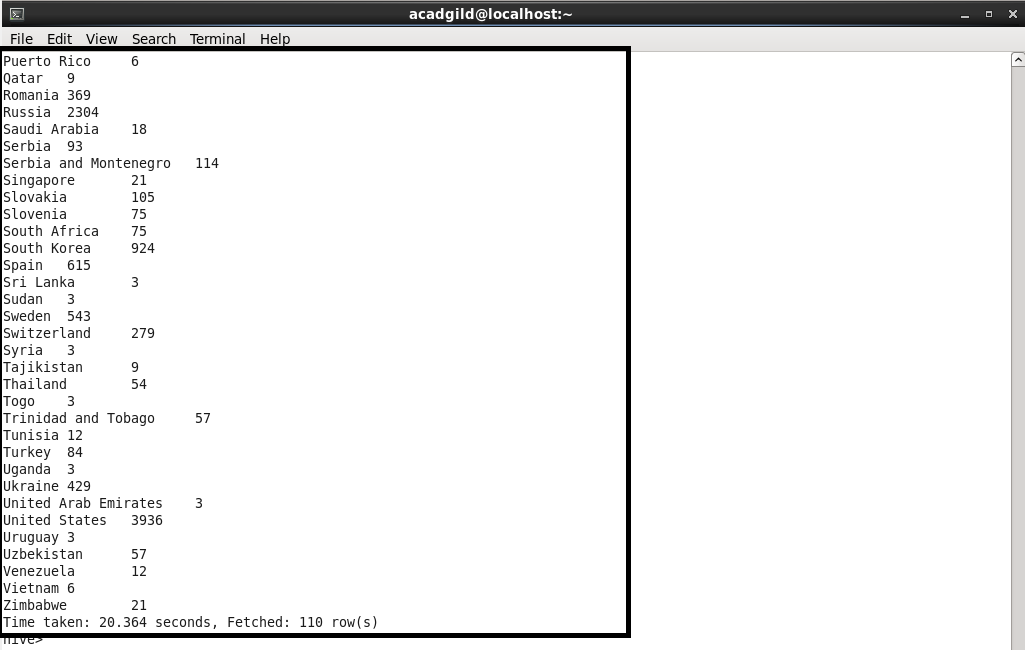 acadgild@localhost:~
File Edit View Search Terminal Help
Puerto Rico 6
Qatar 9
Romania 369
Russia 2304
Saudi Arabia 18
Serbia 93
Serbia and Montenegro 114
Singapore 21
Slovakia 105
Slovenia 75
South Africa 75
South Korea 924
Spain 615
Sri Lanka 3
Sudan 3
Sweden 543
Switzerland 279
Syria 3
Tajikistan 9
Thailand 54
Togo 3
Trinidad and Tobago 57
Tunisia 12
Turkey 84
Uganda 3
Ukraine 429
United Arab Emirates 3
United States 3936
Uruguay 3
Uzbekistan 57
Venezuela 12
Vietnam 6
Zimbabwe 21
Time taken: 20.364 seconds, Fetched: 110 row(s)
hive>